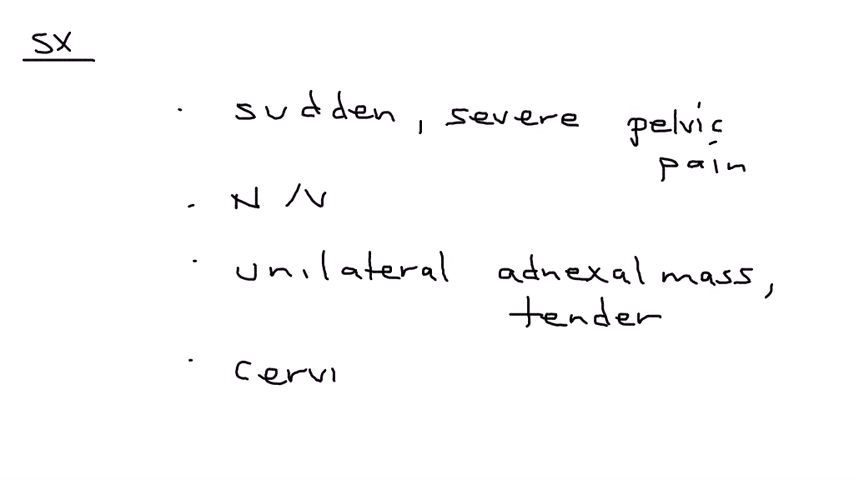 SX
· sudden, severe pelvic
pain
· N/V
· unilateral adnexal mass,
tender
· cervi